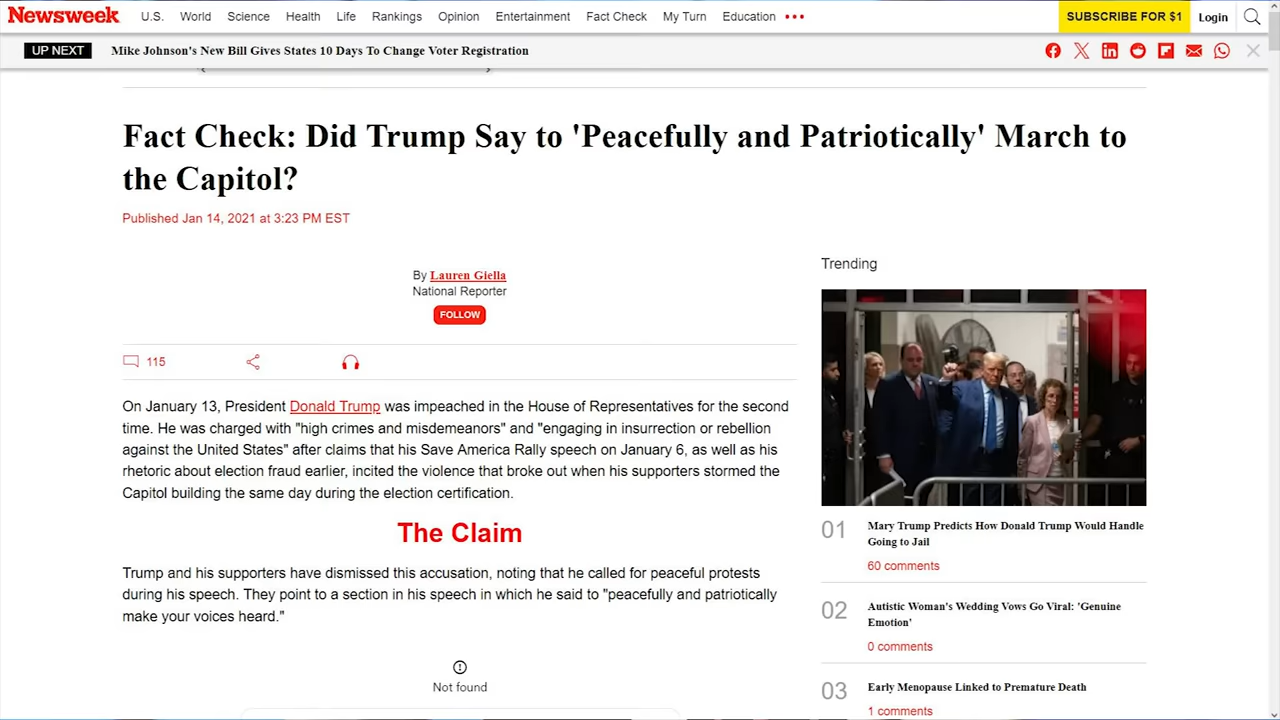 Newsweek U.S. World Science Health Life Rankings Opinion Entertainment Fact Check My Turn Education SUBSCRIBE FOR $1 Login
UP NEXT Mike Johnson's New Bill Gives States 10 Days To Change Voter Registration
Fact Check: Did Trump Say to 'Peacefully and Patriotically' March to
the Capitol?
Published Jan 14, 2021 at 3:23 PM EST
By Lauren Giella
National Reporter
FOLLOW
115
On January 13, President Donald Trump was impeached in the House of Representatives for the second
time. He was charged with "high crimes and misdemeanors" and "engaging in insurrection or rebellion
against the United States" after claims that his Save America Rally speech on January 6, as well as his
rhetoric about election fraud earlier, incited the violence that broke out when his supporters stormed the
Capitol building the same day during the election certification.
The Claim
Trump and his supporters have dismissed this accusation, noting that he called for peaceful protests
during his speech. They point to a section in his speech in which he said to "peacefully and patriotically
make your voices heard."
Not found
Trending
01 Mary Trump Predicts How Donald Trump Would Handle
Going to Jail
60 comments
02 Autistic Woman's Wedding Vows Go Viral: 'Genuine
Emotion'
0 comments
03 Early Menopause Linked to Premature Death
1 comments